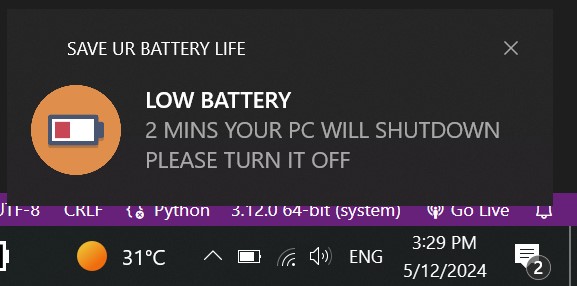 SAVE UR BATTERY LIFE
LOW BATTERY
2 MINS YOUR PC WILL SHUTDOWN
PLEASE TURN IT OFF
UTF-8 CRLF Python 3.12.0 64-bit (system) Go Live
31°C ENG 3:29 PM
5/12/2024
2